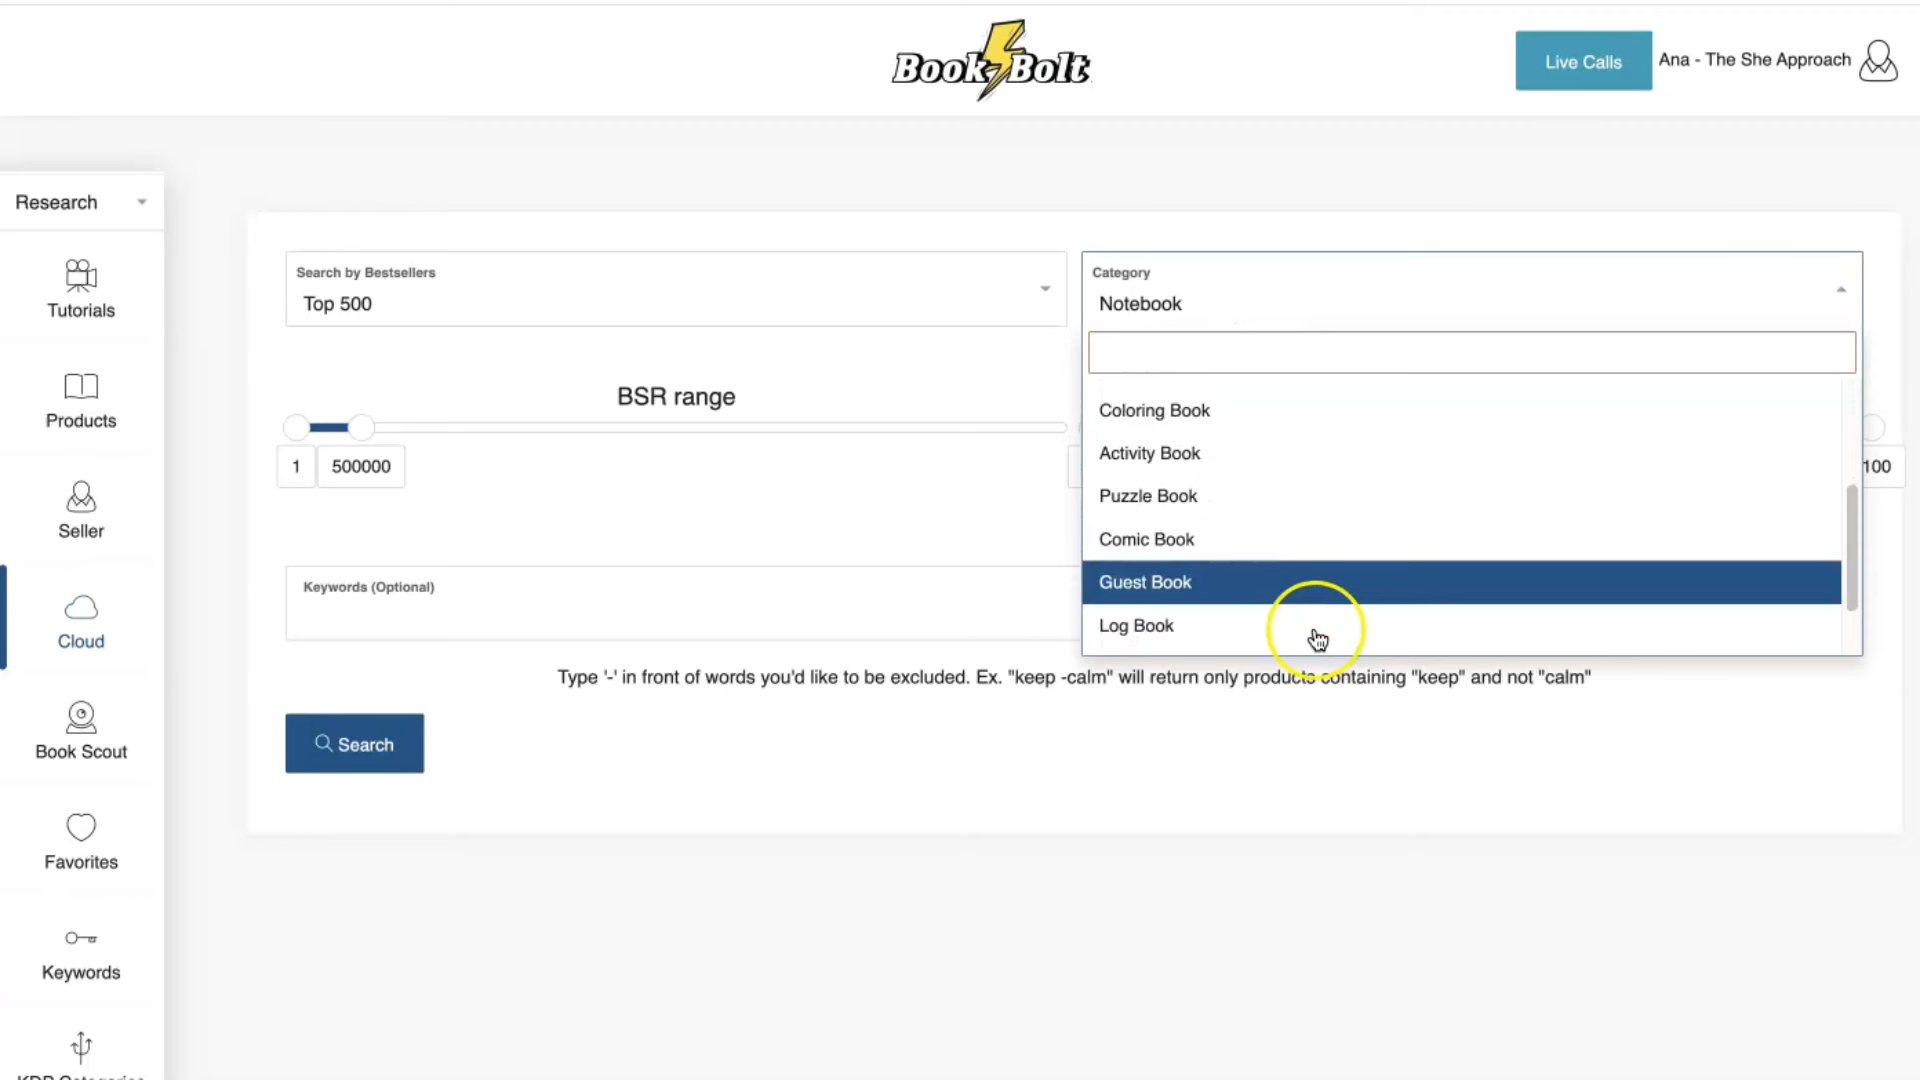 Book Bolt
Live Calls
Ana - The She Approach
Research
Tutorials
Products
Seller
Cloud
Book Scout
Favorites
Keywords
KDP Categories
Search by Bestsellers
Top 500
Category
Notebook
BSR range
1
500000
100
Coloring Book
Activity Book
Puzzle Book
Comic Book
Guest Book
Log Book
Keywords (Optional)
Type '-' in front of words you'd like to be excluded. Ex. "keep -calm" will return only products containing "keep" and not "calm"
Search